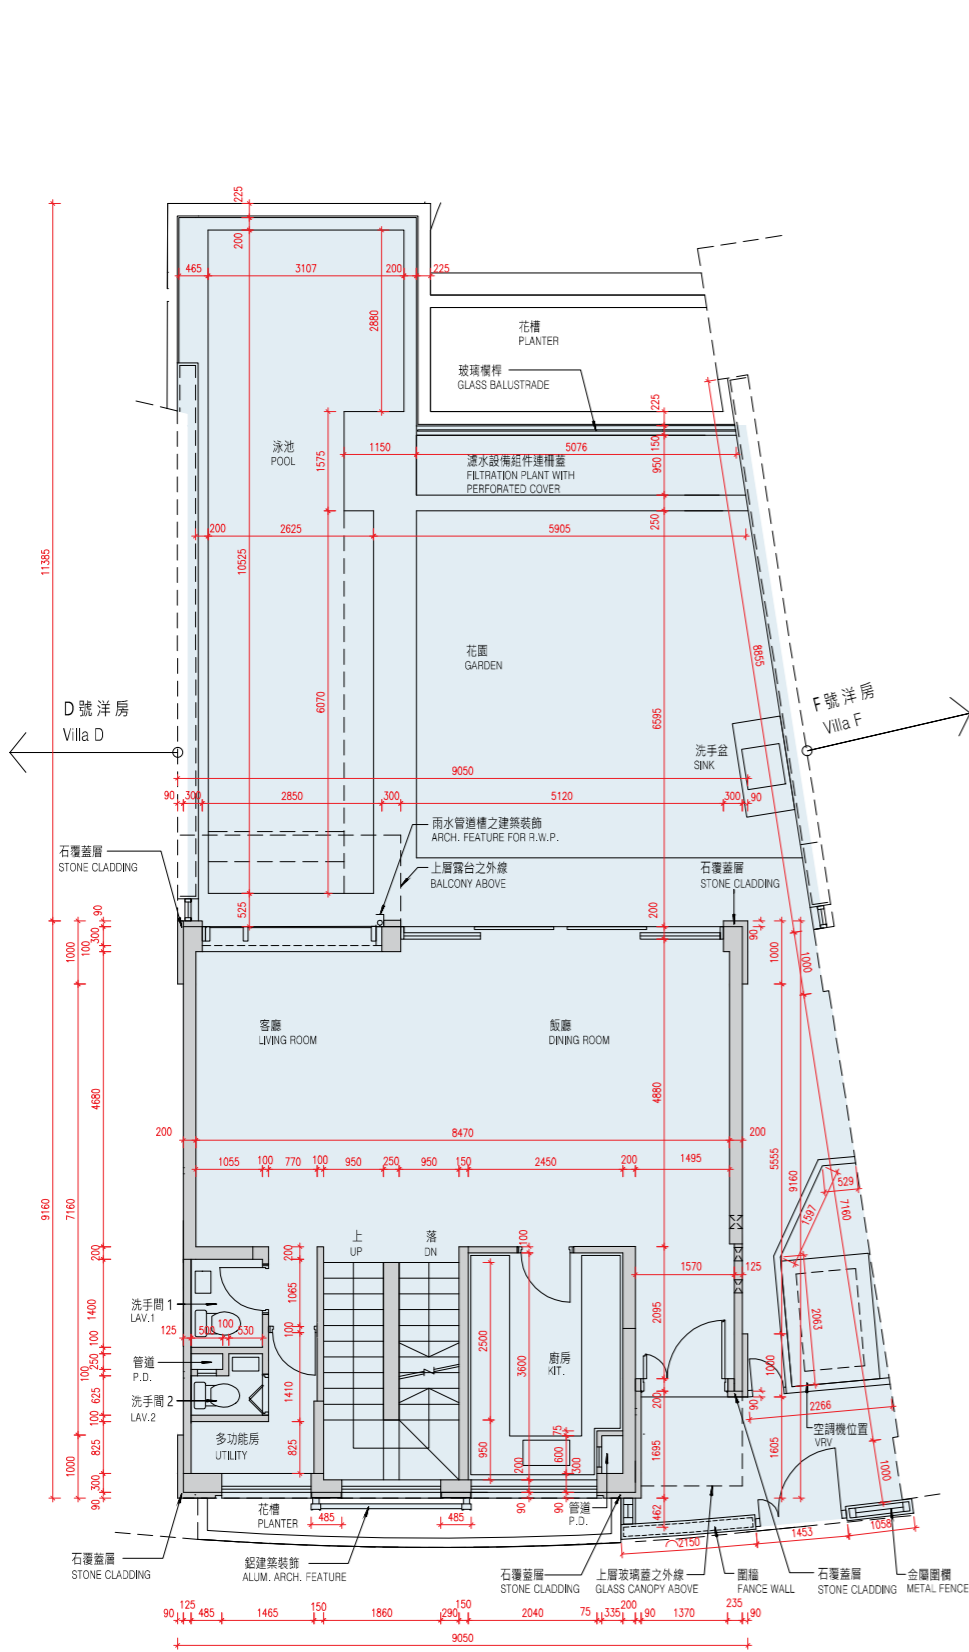 225
200
465
3107
200
225
2880
花槽
PLANTER
玻璃欄桿
GLASS BALUSTRADE
225
150
1150
5076
泳池
POOL
1575
濾水設備組件連柵蓋
FILTRATION PLANT WITH
PERFORATED COVER
950
250
200
2625
5905
11385
10525
花園
GARDEN
8855
D號洋房
Villa D
F號洋房
Villa F
6070
6595
洗手盆
SINK
9050
90
300
2850
300
5120
300
90
雨水管道槽之建築裝飾
ARCH. FEATURE FOR R.W.P.
石覆蓋層
STONE CLADDING
上層露台之外線
BALCONY ABOVE
石覆蓋層
STONE CLADDING
90
300
100
1000
525
200
90
1000
1000
客廳
LIVING ROOM
飯廳
DINING ROOM
4680
4880
200
8470
200
5555
9160
1055
100
770
100
950
250
950
150
2450
200
1495
529
1597
7160
9160
7160
上
UP
落
DN
200
200
100
1570
125
1400
1065
2095
2063
洗手間 1
LAV.1
125
500
100
530
100
100
2500
3600
廚房
KIT.
管道
P.D.
250
100
1000
洗手間 2
LAV.2
625
1410
200
90
2266
100
多功能房
UTILITY
825
825
950
75
600
200
300
1695
1605
空調機位置
VRV
1000
1000
300
90
花槽
PLANTER
485
485
90
90
管道
P.D.
462
2150
1453
1058
石覆蓋層
STONE CLADDING
鋁建築裝飾
ALUM. ARCH. FEATURE
石覆蓋層
STONE CLADDING
上層玻璃蓋之外線
GLASS CANOPY ABOVE
圍牆
FANCE WALL
石覆蓋層
STONE CLADDING
金屬圍欄
METAL FENCE
90
125
485
1465
150
1860
290
150
2040
75
335
200
90
1370
235
90
9050